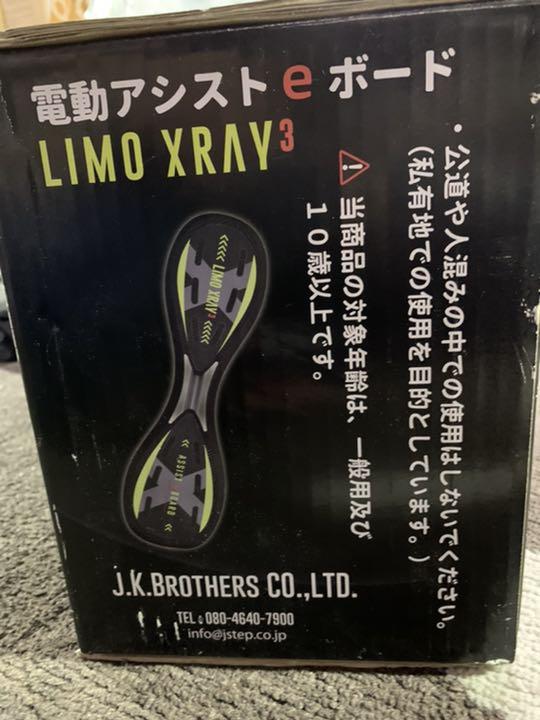 電動アシスト e ボード
LIMO XRAY3
・公道や人混みの中での使用はしないでください。
(私有地での使用を目的としています。)
⚠ 当商品の対象年齢は、一般用及び
10歳以上です。
LIMO XRAY3
ASSIST BOARD
J.K.BROTHERS CO.,LTD.
TEL:080-4640-7900
info@jstep.co.jp